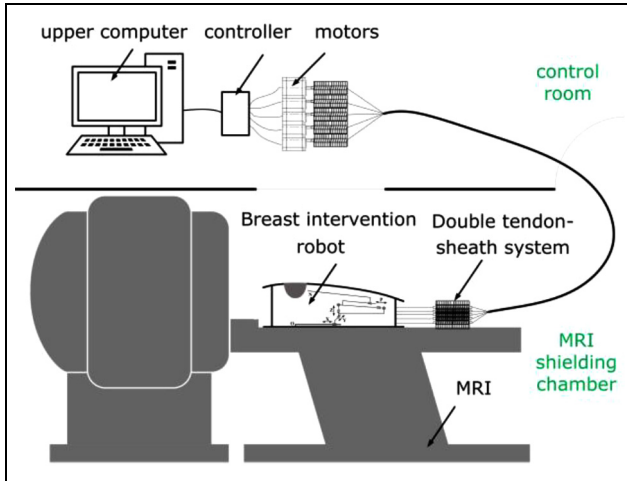 upper computer controller motors
control
room
Breast intervention
robot
Double tendon-
sheath system
MRI
shielding
chamber
MRI